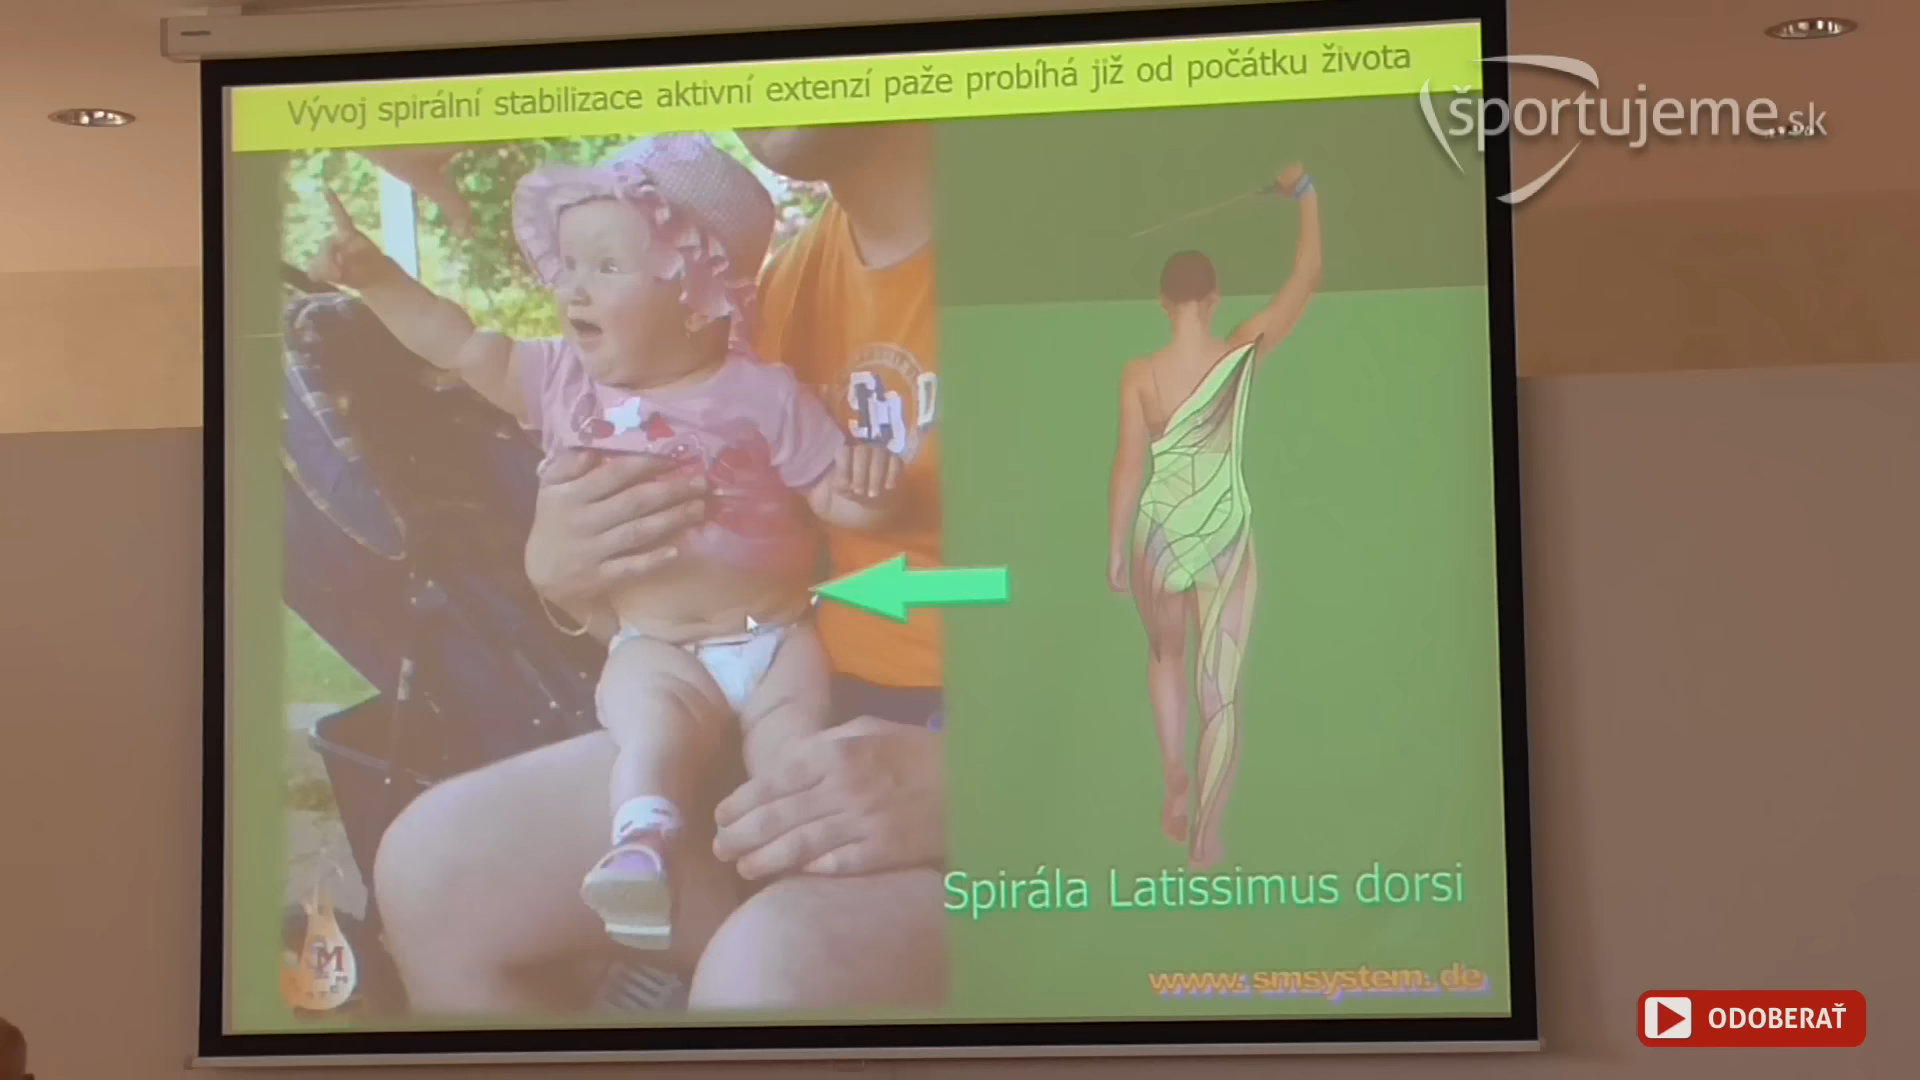 Vývoj spirální stabilizace aktivní extenzí paže probíhá již od počátku života
športujeme.sk
Spirála Latissimus dorsi
www.smsystem.de
ODOBERAŤ